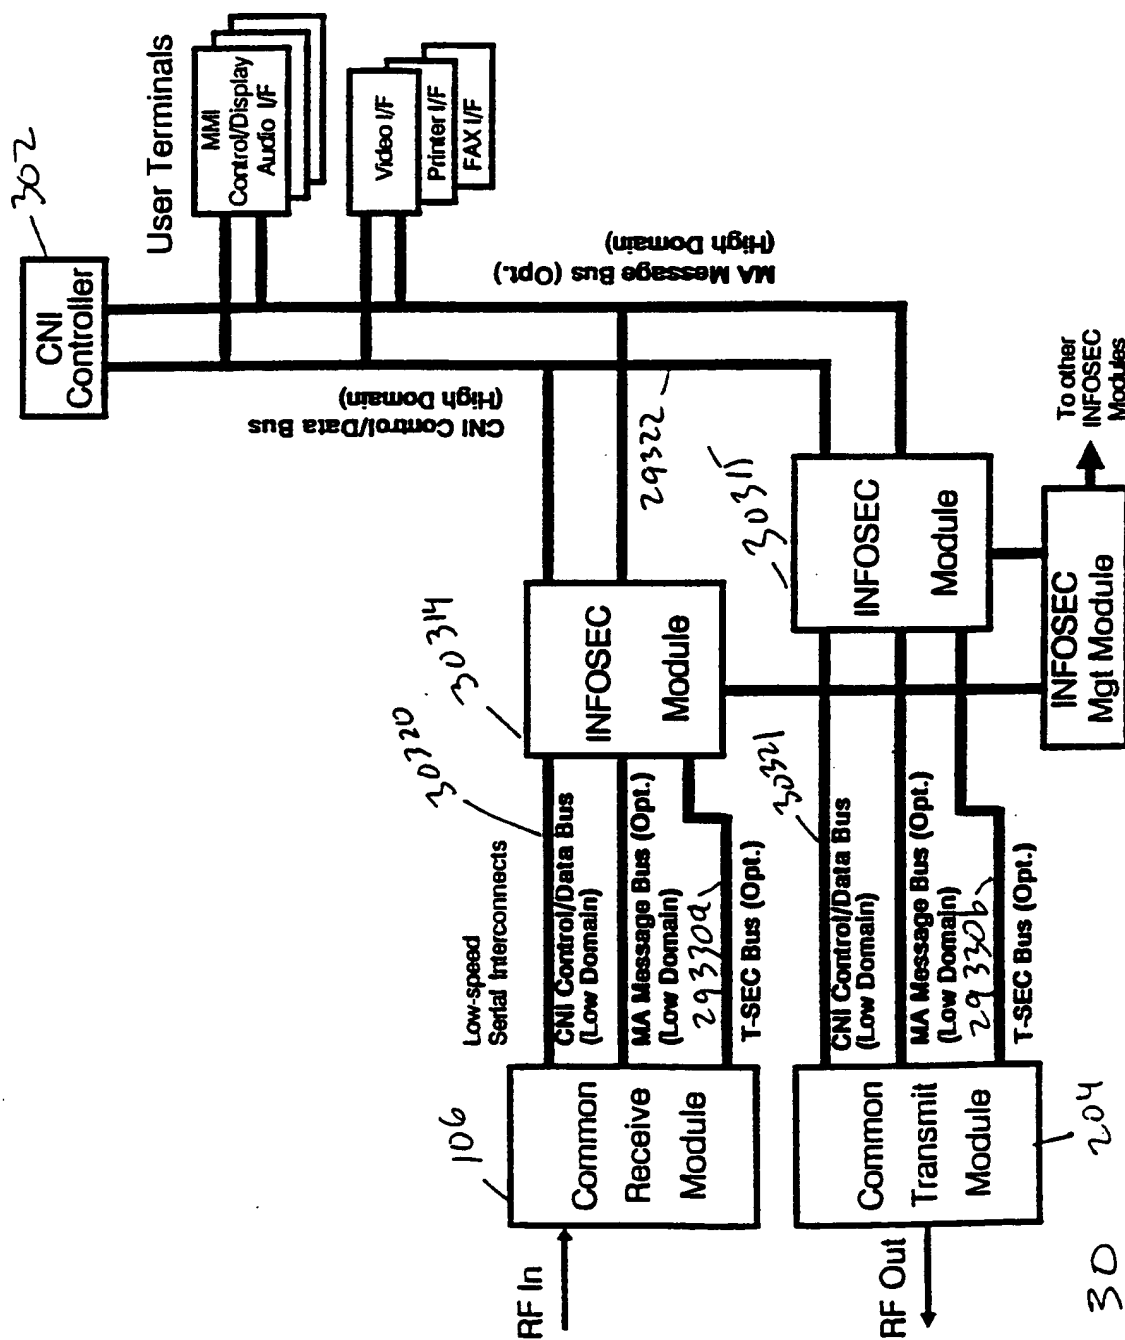 302
CNI
Controller
User Terminals
MMI
Control/Display
Audio I/F
Video I/F
Printer I/F
FAX I/F
MA Message Bus (Opt.)
(High Domain)
CNI Control/Data Bus
(High Domain)
29322
30314
INFOSEC
Module
30315
INFOSEC
Module
To other
INFOSEC
Modules
INFOSEC
Mgt Module
Low-speed
Serial Interconnects
30320
CNI Control/Data Bus
(Low Domain)
MA Message Bus (Opt.)
(Low Domain)
29330a
T-SEC Bus (Opt.)
30321
CNI Control/Data Bus
(Low Domain)
MA Message Bus (Opt.)
(Low Domain)
29330b
T-SEC Bus (Opt.)
106
Common
Receive
Module
RF In
Common
Transmit
Module
204
RF Out
30